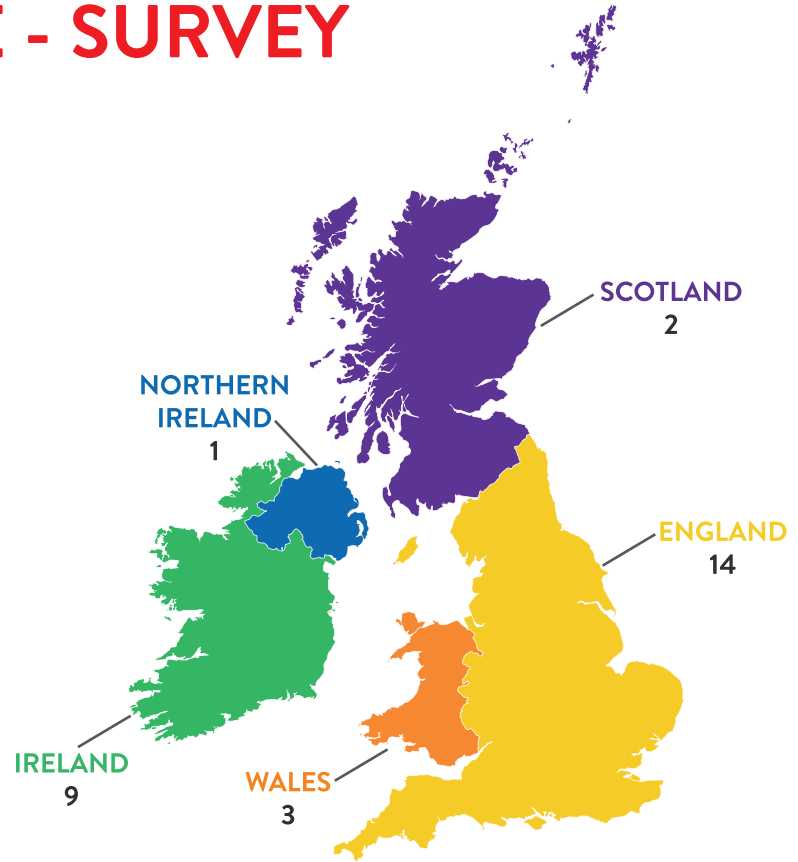 - SURVEY
SCOTLAND
2
NORTHERN
IRELAND
1
ENGLAND
14
IRELAND
9
WALES
3